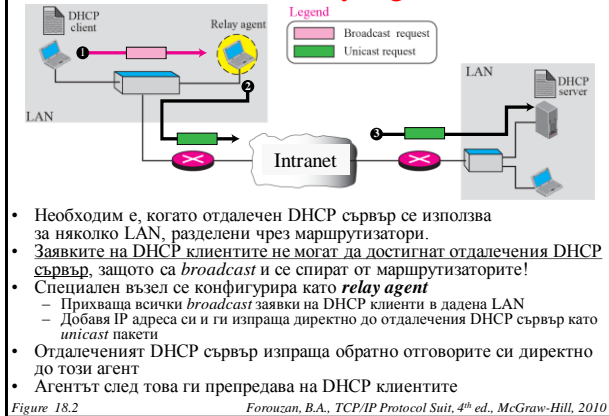 Legend
DHCP
client
Relay agent
Broadcast request
Unicast request
1
2
LAN
LAN
DHCP
server
3
Intranet
• Необходим е, когато отдалечен DHCP сървър се използва
за няколко LAN, разделени чрез маршрутизатори.
• Заявките на DHCP клиентите не могат да достигнат отдалечения DHCP
сървър, защото са broadcast и се спират от маршрутизаторите!
• Специален възел се конфигурира като relay agent
– Прихваща всички broadcast заявки на DHCP клиенти в дадена LAN
– Добавя IP адреса си и ги изпраща директно до отдалечения DHCP сървър като
unicast пакети
• Отдалеченият DHCP сървър изпраща обратно отговорите си директно
до този агент
• Агентът след това ги препредава на DHCP клиентите
Figure 18.2
Forouzan, B.A., TCP/IP Protocol Suit, 4th ed., McGraw-Hill, 2010